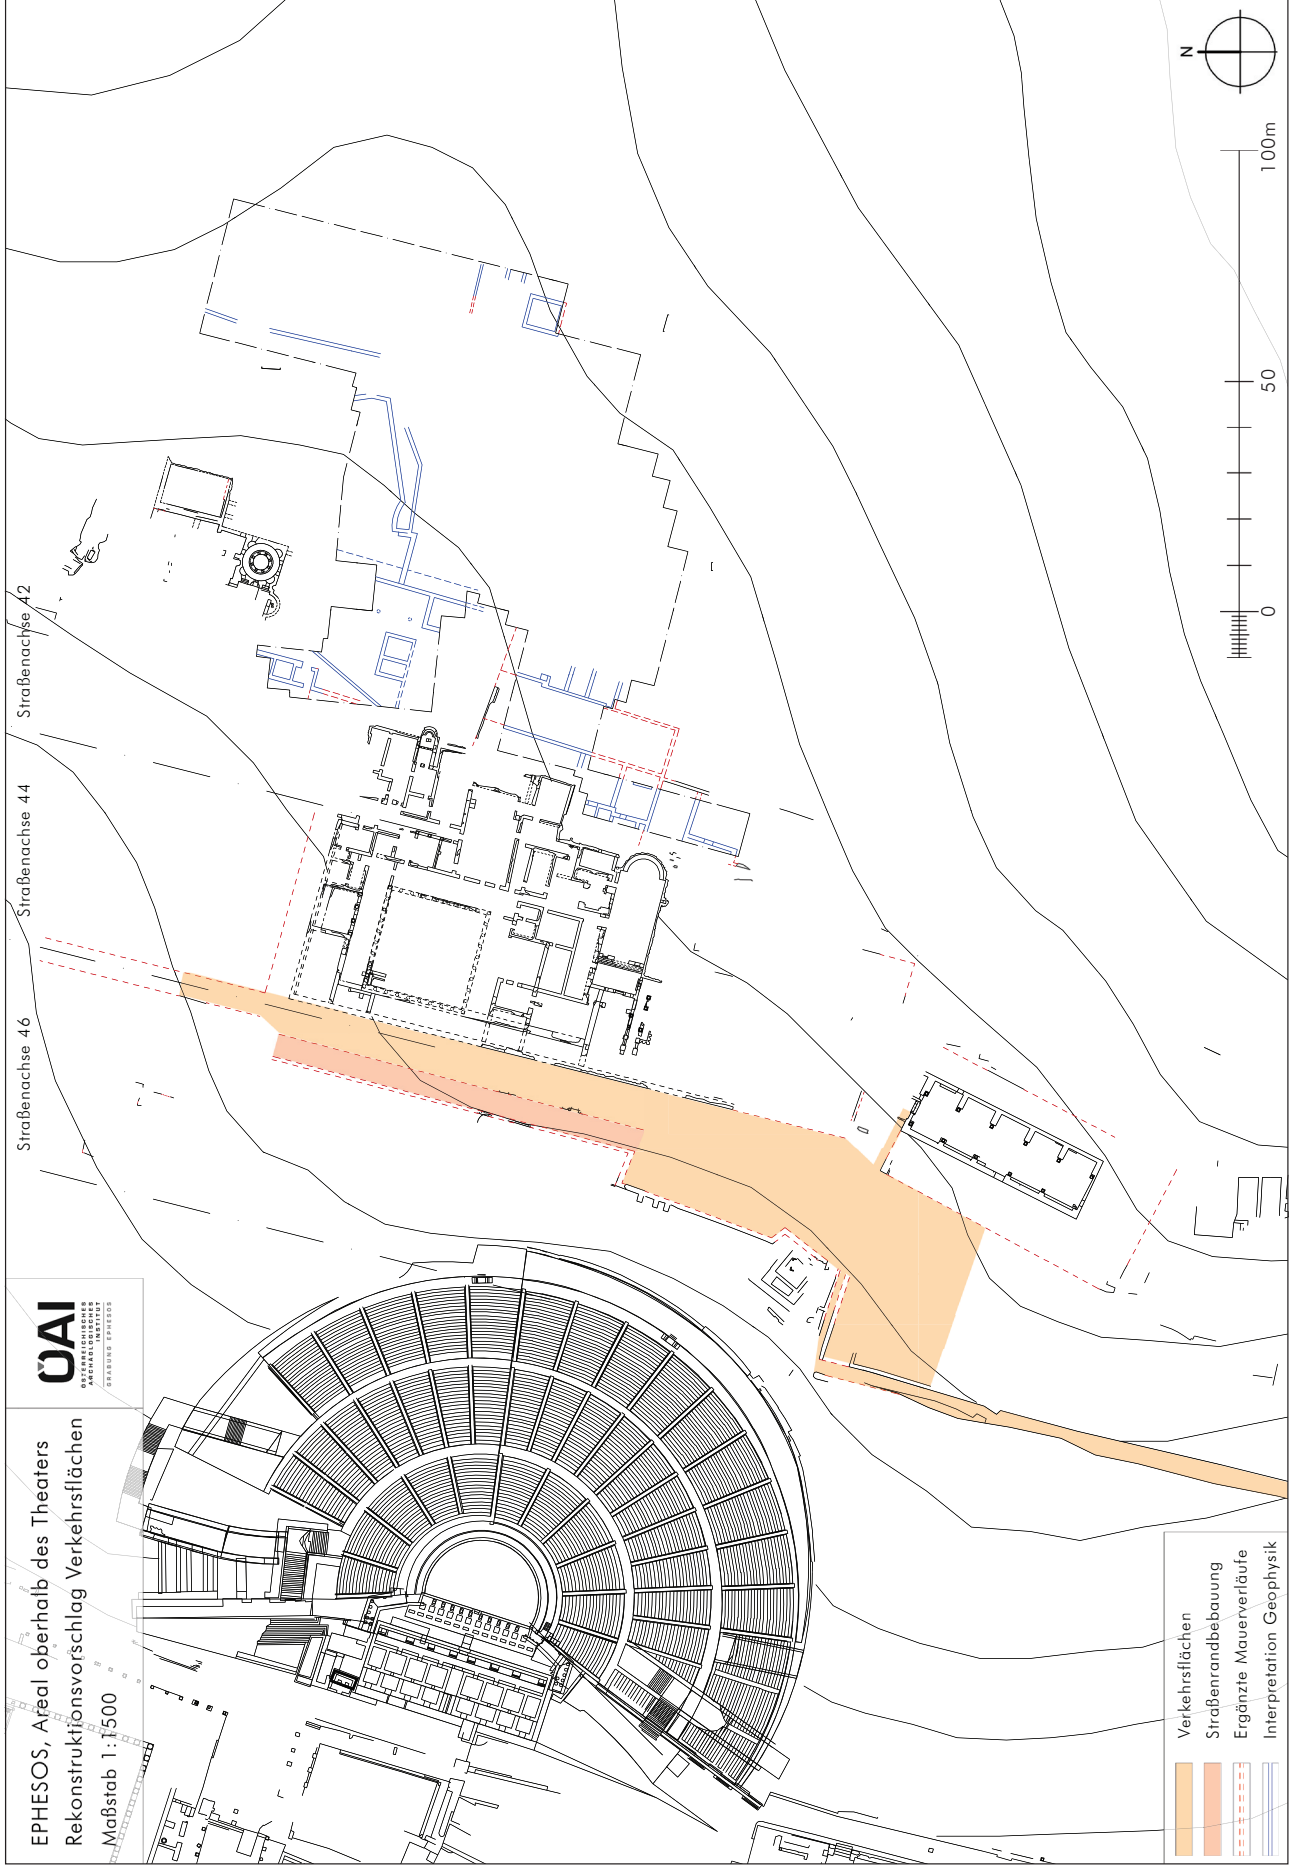 EPHESOS, Areal oberhalb des Theaters
Rekonstruktionsvorschlag Verkehrsflächen
Maßstab 1:1500
ÖAI
ÖSTERREICHISCHES
ARCHÄOLOGISCHES
INSTITUT
GRABUNG EPHESOS
Straßenachse 46
Straßenachse 44
Straßenachse 42
Verkehrsflächen
Straßenrandbebauung
Ergänzte Mauerverläufe
Interpretation Geophysik
0
50
100m
N